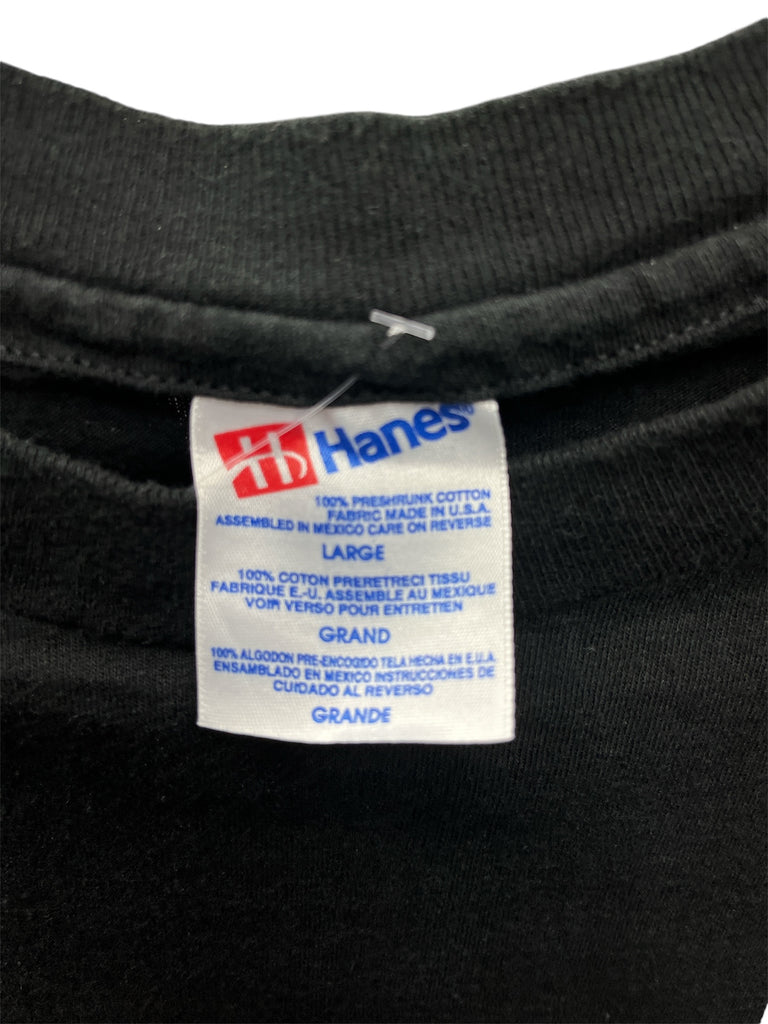 Hanes®
100% PRESHRUNK COTTON
FABRIC MADE IN U.S.A.
ASSEMBLED IN MEXICO CARE ON REVERSE
LARGE
100% COTON PRERETRECI TISSU
FABRIQUE E.-U. ASSEMBLE AU MEXIQUE
VOIR VERSO POUR ENTRETIEN
GRAND
100% ALGODON PRE-ENCOGIDO TELA HECHA EN E.U.A.
ENSAMBLADO EN MEXICO INSTRUCCIONES DE
CUIDADO AL REVERSO
GRANDE